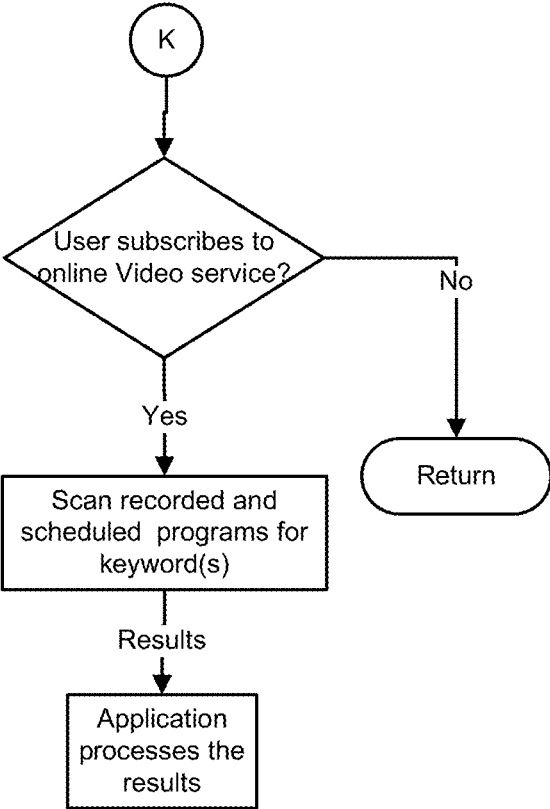 K
User subscribes to
online Video service?
No
Yes
Return
Scan recorded and
scheduled programs for
keyword(s)
Results
Application
processes the
results